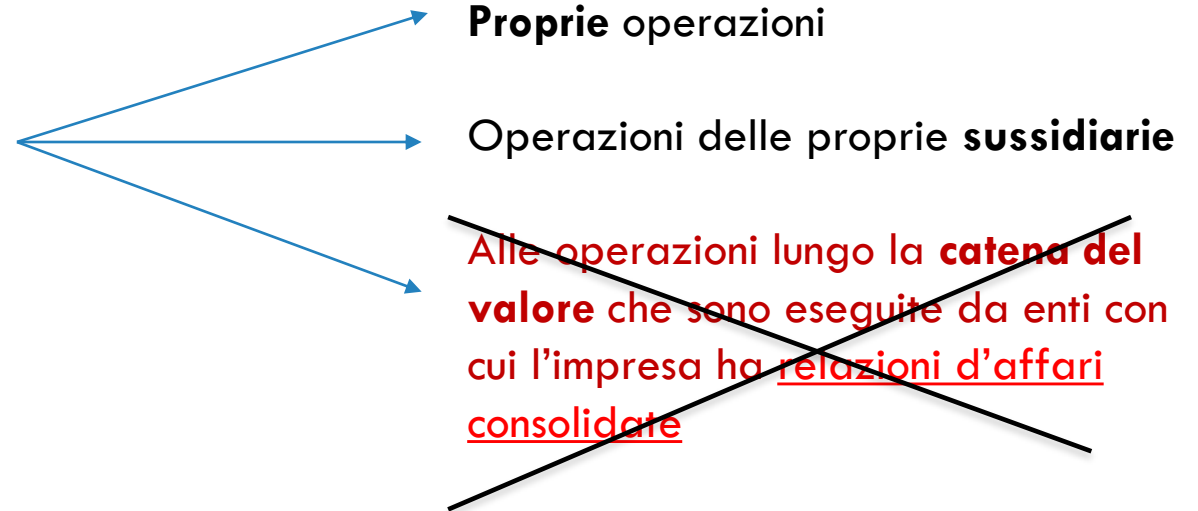 Proprie operazioni
Operazioni delle proprie sussidiarie
Alle operazioni lungo la catena del
valore che sono eseguite da enti con
cui l’impresa ha relazioni d’affari
consolidate